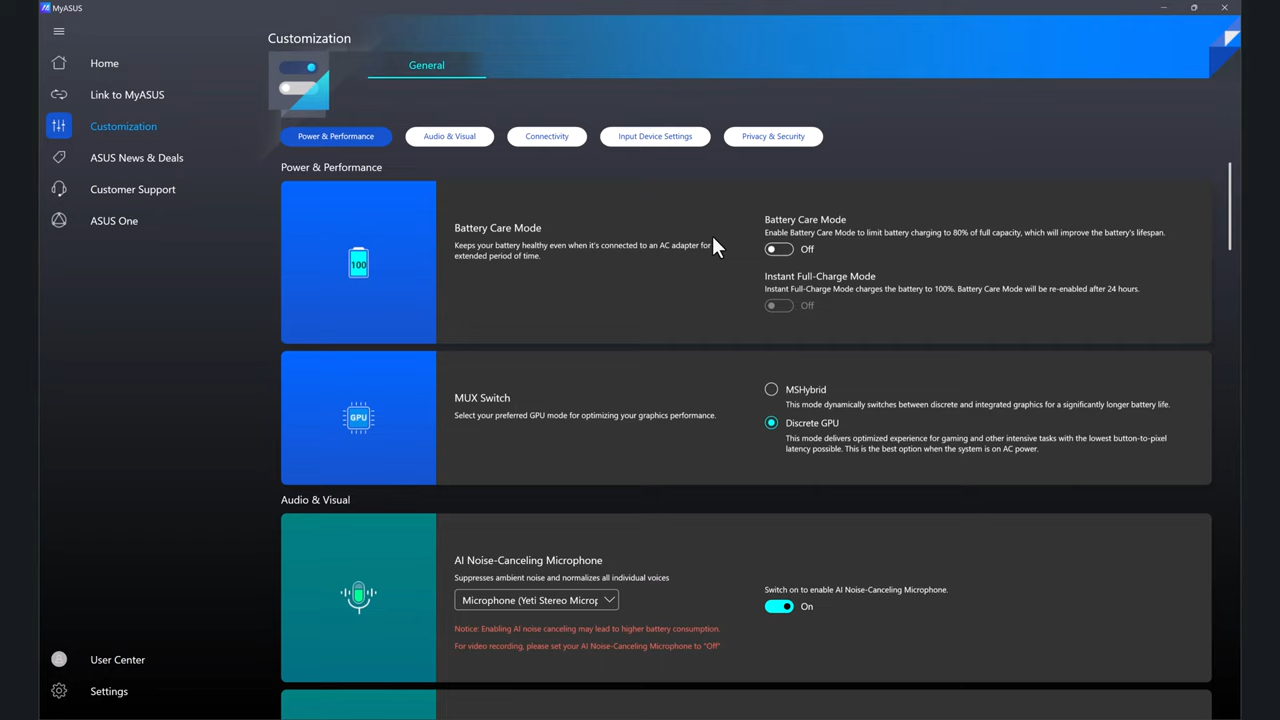 MyASUS
Customization
General
Home
Link to MyASUS
Customization
ASUS News & Deals
Customer Support
ASUS One
User Center
Settings
Power & Performance
Audio & Visual
Connectivity
Input Device Settings
Privacy & Security
Power & Performance
100
Battery Care Mode
Keeps your battery healthy even when it's connected to an AC adapter for
extended period of time.
Battery Care Mode
Enable Battery Care Mode to limit battery charging to 80% of full capacity, which will improve the battery's lifespan.
Off
Instant Full-Charge Mode
Instant Full-Charge Mode charges the battery to 100%. Battery Care Mode will be re-enabled after 24 hours.
Off
GPU
MUX Switch
Select your preferred GPU mode for optimizing your graphics performance.
MSHybrid
This mode dynamically switches between discrete and integrated graphics for a significantly longer battery life.
Discrete GPU
This mode delivers optimized experience for gaming and other intensive tasks with the lowest button-to-pixel
latency possible. This is the best option when the system is on AC power.
Audio & Visual
AI Noise-Canceling Microphone
Suppresses ambient noise and normalizes all individual voices
Microphone (Yeti Stereo Microp
Notice: Enabling AI noise canceling may lead to higher battery consumption.
For video recording, please set your AI Noise-Canceling Microphone to "Off"
Switch on to enable AI Noise-Canceling Microphone.
On